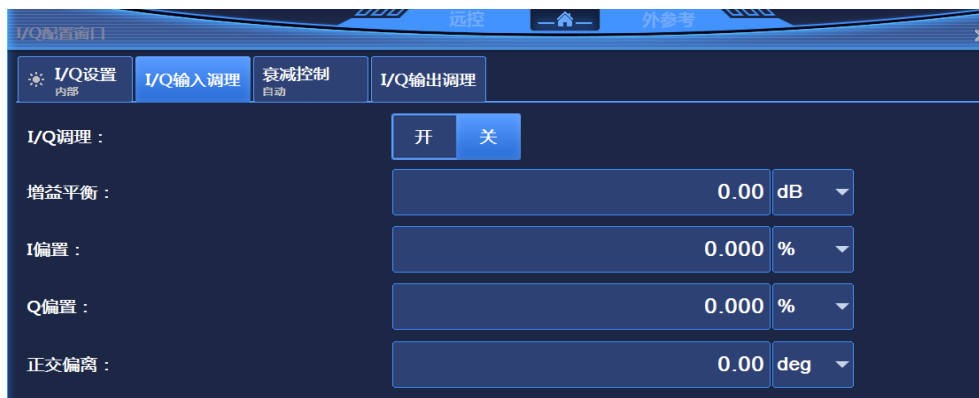 远控 外参考
I/Q配置窗口
I/Q设置 I/Q输入调理 衰减控制 I/Q输出调理
内部 自动
I/Q调理： 开 关
增益平衡： 0.00 dB
I偏置： 0.000 %
Q偏置： 0.000 %
正交偏离： 0.00 deg